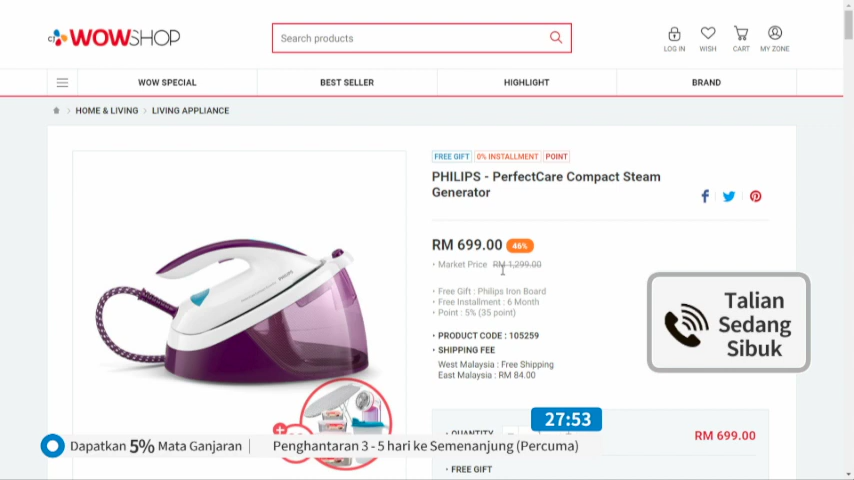 CJ WOWSHOP
Search products
LOG IN
WISH
CART
MY ZONE
WOW SPECIAL
BEST SELLER
HIGHLIGHT
BRAND
HOME & LIVING > LIVING APPLIANCE
FREE GIFT 0% INSTALLMENT POINT
PHILIPS - PerfectCare Compact Steam
Generator
RM 699.00 46%
• Market Price RM 1,299.00
• Free Gift : Philips Iron Board
• Free Installment : 6 Month
• Point : 5% (35 point)
• PRODUCT CODE : 105259
• SHIPPING FEE
West Malaysia : Free Shipping
East Malaysia : RM 84.00
Talian
Sedang
Sibuk
27:53
• QUANTITY
RM 699.00
Dapatkan 5% Mata Ganjaran | Penghantaran 3 - 5 hari ke Semenanjung (Percuma)
• FREE GIFT
PHILIPS